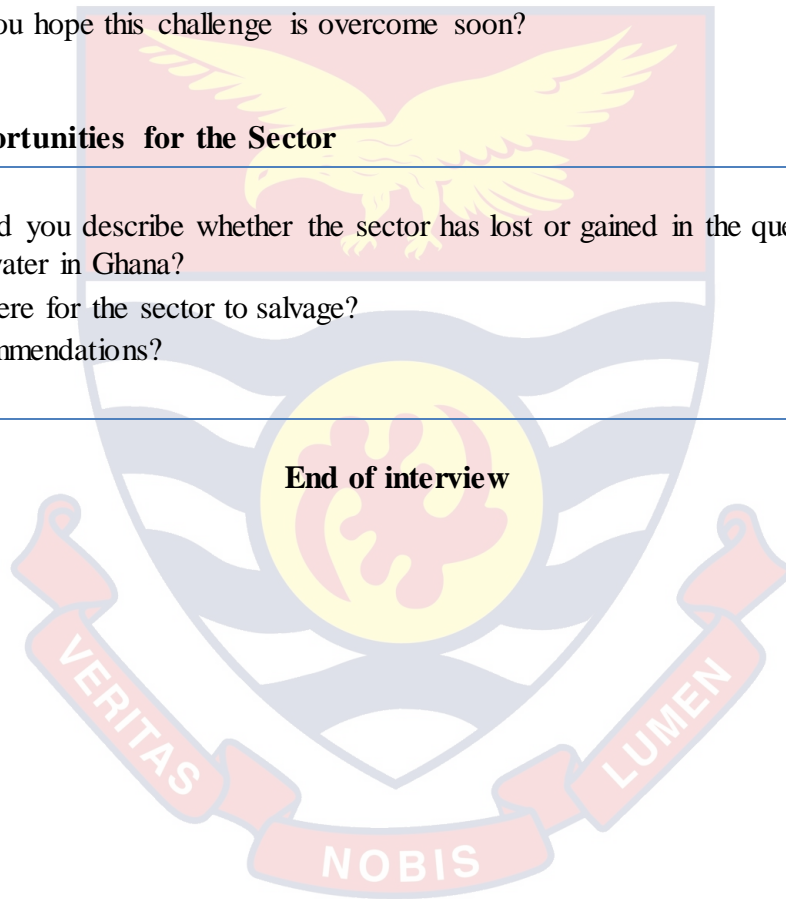 ou hope this challenge is overcome soon?
ortunities for the Sector
d you describe whether the sector has lost or gained in the que
vater in Ghana?
ere for the sector to salvage?
mmendations?
End of interview
VERITAS
NOBIS
LUMEN